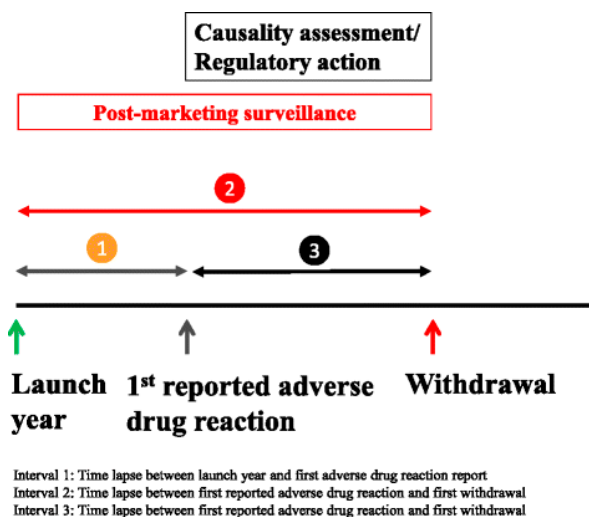 Causality assessment/
Regulatory action
Post-marketing surveillance
2
1
3
Launch
year
1st reported adverse
drug reaction
Withdrawal
Interval 1: Time lapse between launch year and first adverse drug reaction report
Interval 2: Time lapse between first reported adverse drug reaction and first withdrawal
Interval 3: Time lapse between first reported adverse drug reaction and first withdrawal